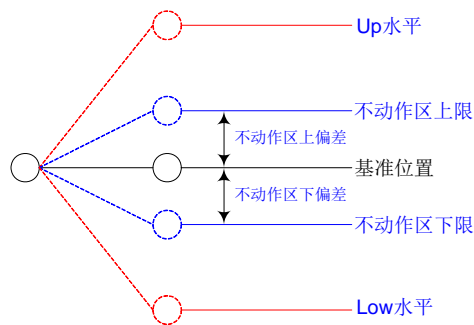 Up水平
不动作区上限
不动作区上偏差
基准位置
不动作区下偏差
不动作区下限
Low水平